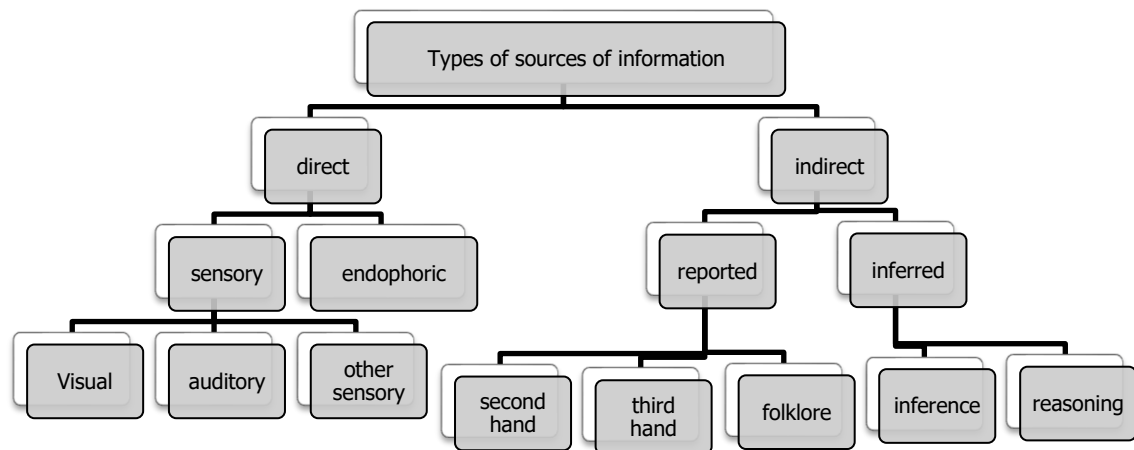 Types of sources of information
direct
indirect
sensory
endophoric
reported
inferred
Visual
auditory
other
sensory
second
hand
third
hand
folklore
inference
reasoning